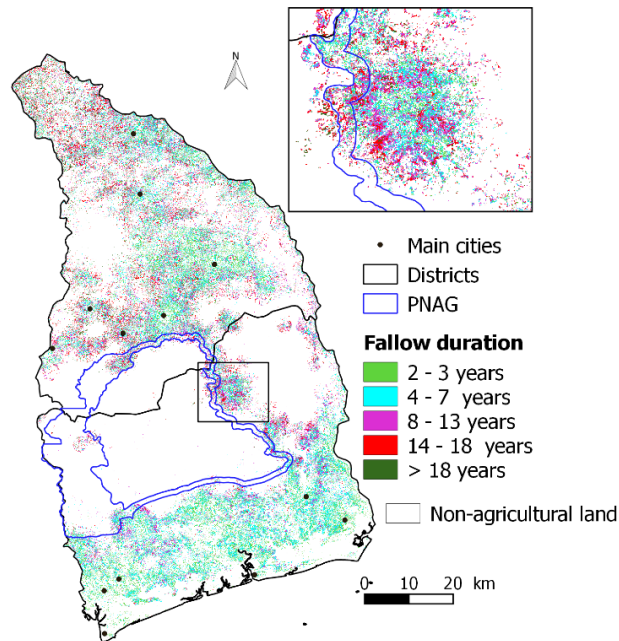 N
Main cities
Districts
PNAG
Fallow duration
2 - 3 years
4 - 7 years
8 - 13 years
14 - 18 years
> 18 years
Non-agricultural land
0 10 20 km